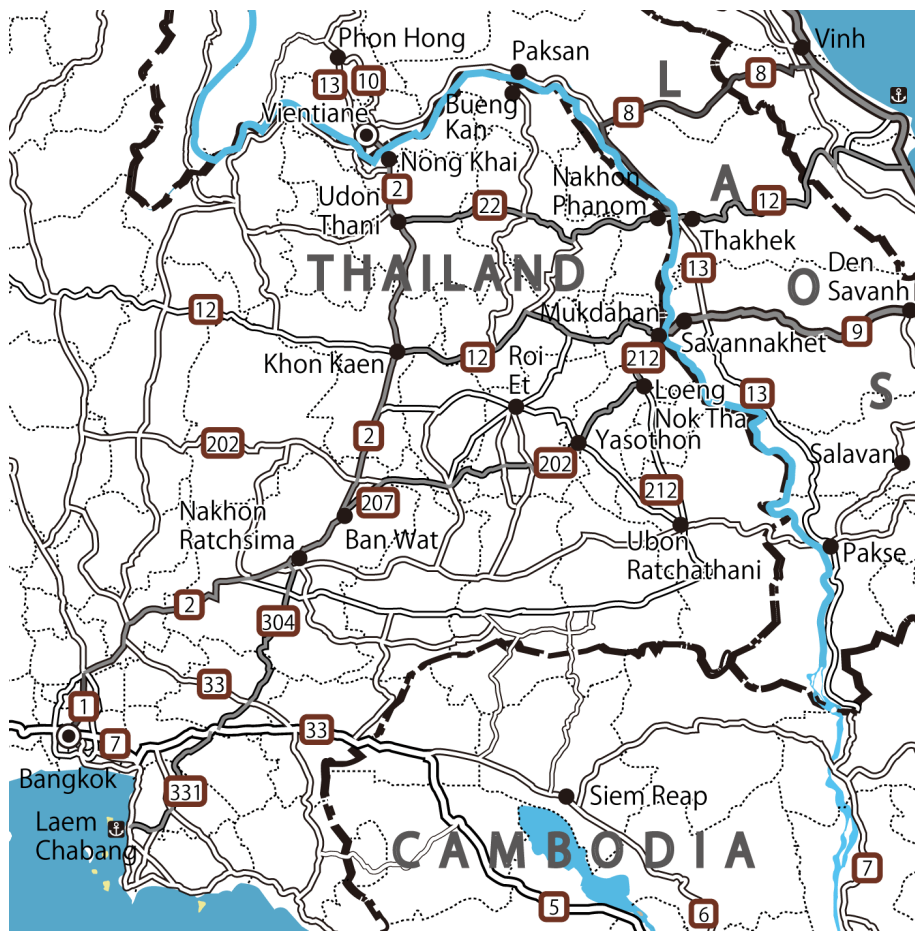 Phon Hong
Paksan
Vinh
13
10
L
8
8
Vientiane
Bueng
Kan
Nong Khai
2
Udon
Thani
22
Nakhon
Phanom
A
12
Thakhek
THAILAND
13
Den
Savanh
O
12
Mukdahan
9
Savannakhet
Khon Kaen
12
Roi
Et
212
Loeng
Nok Tha
13
S
2
202
Yasothon
202
Salavan
207
212
Nakhon
Ratchsima
Ban Wat
Ubon
Ratchathani
Pakse
2
304
33
1
7
33
Bangkok
331
Siem Reap
Laem
Chabang
CAMBODIA
7
5
6